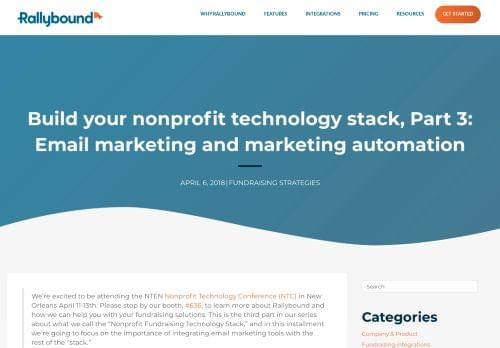 Rallybound
WHY RALLYBOUND
FEATURES
INTEGRATIONS
PRICING
RESOURCES
GET STARTED
Build your nonprofit technology stack, Part 3:
Email marketing and marketing automation
APRIL 6, 2018 | FUNDRAISING STRATEGIES
We're excited to be attending the NTEN Nonprofit Technology Conference (NTC) in New
Orleans April 11-13th. Please stop by our booth, #636, to learn more about Rallybound and
how we can help you with your fundraising solutions. This is the third part in our series
about what we call the "Nonprofit Fundraising Technology Stack," and in this installment
we're going to focus on the importance of integrating email marketing tools with the
rest of the "stack."
Search
Categories
Company & Product
Fundraising integrations